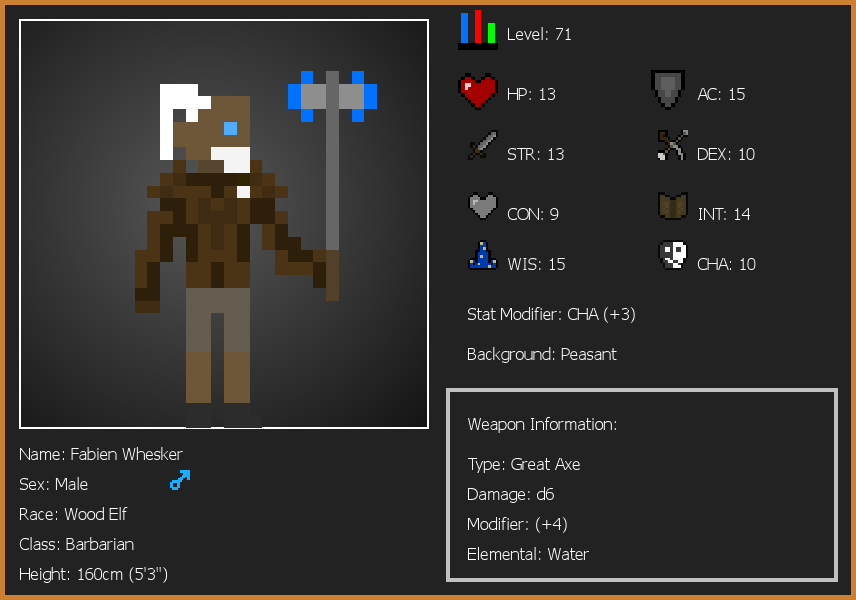 Level: 71
HP: 13
AC: 15
STR: 13
DEX: 10
CON: 9
INT: 14
WIS: 15
CHA: 10
Stat Modifier: CHA (+3)
Background: Peasant
Weapon Information:
Type: Great Axe
Damage: d6
Modifier: (+4)
Elemental: Water
Name: Fabien Whesker
Sex: Male
Race: Wood Elf
Class: Barbarian
Height: 160cm (5'3")